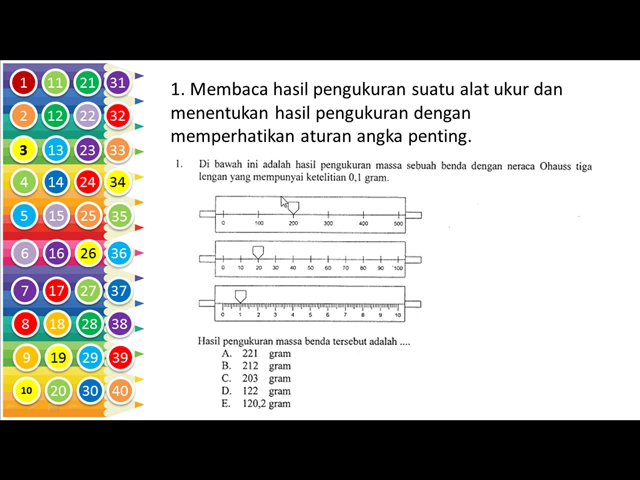 1 11 21 31
2 12 22 32
3 13 23 33
4 14 24 34
5 15 25 35
6 16 26 36
7 17 27 37
8 18 28 38
9 19 29 39
10 20 30 40
1. Membaca hasil pengukuran suatu alat ukur dan
menentukan hasil pengukuran dengan
memperhatikan aturan angka penting.
1. Di bawah ini adalah hasil pengukuran massa sebuah benda dengan neraca Ohauss tiga
lengan yang mempunyai ketelitian 0,1 gram.
0 100 200 300 400 500
0 10 20 30 40 50 60 70 80 90 100
0 1 2 3 4 5 6 7 8 9 10
Hasil pengukuran massa benda tersebut adalah ....
A. 221 gram
B. 212 gram
C. 203 gram
D. 122 gram
E. 120,2 gram